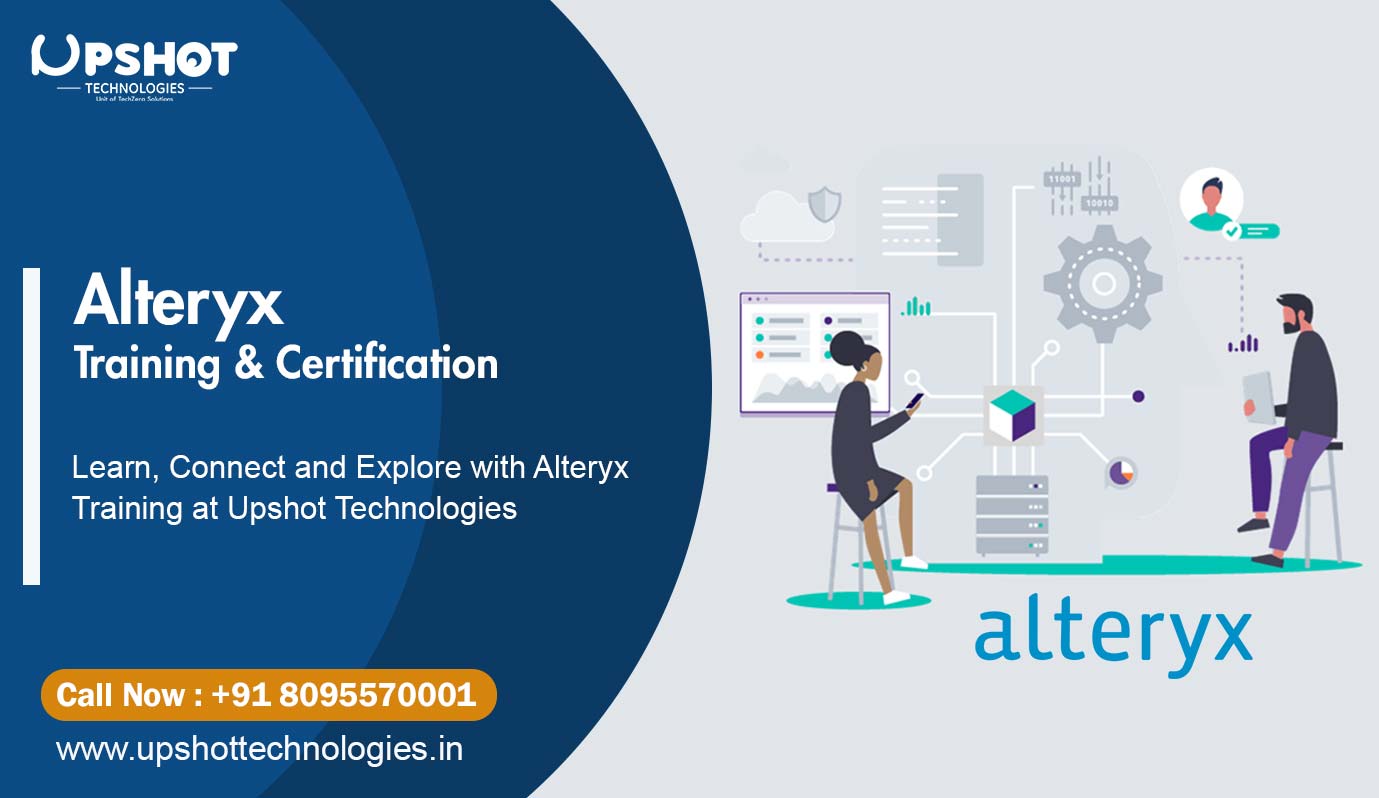 UPSHOT
TECHNOLOGIES
Unit of TechZero Solutions
Alteryx
Training & Certification
Learn, Connect and Explore with Alteryx
Training at Upshot Technologies
Call Now : +91 8095570001
www.upshottechnologies.in
11001
10010
alteryx